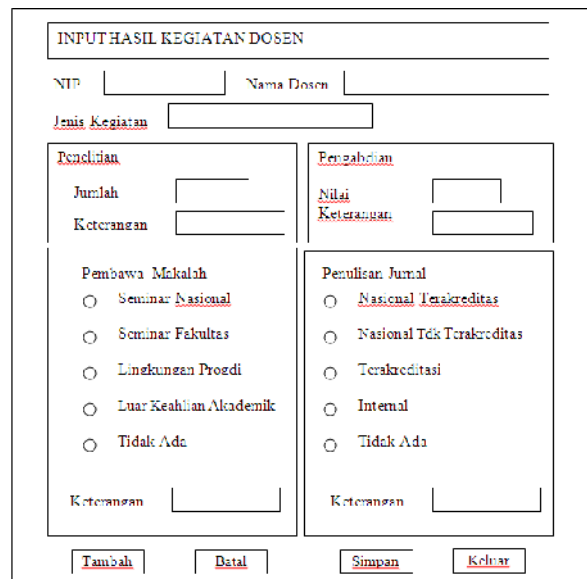 INPUT HASIL KEGIATAN DOSEN
NIP Nama Dosen
Jenis Kegiatan
Penelitian
Jumlah
Keterangan
Pengabdian
Nilai
Keterangan
Pembawa Makalah
Seminar Nasional
Seminar Fakultas
Lingkungan Progdi
Luar Keahlian Akademik
Tidak Ada
Keterangan
Penulisan Jurnal
Nasional Terakreditas
Nasional Tdk Terakreditas
Terakreditasi
Internal
Tidak Ada
Keterangan
Tambah Batal Simpan Keluar